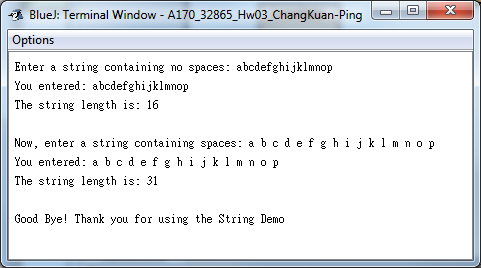 BlueJ: Terminal Window - A170_32865_Hw03_ChangKuan-Ping
Options
Enter a string containing no spaces: abcdefghijklmnop
You entered: abcdefghijklmnop
The string length is: 16
Now, enter a string containing spaces: a b c d e f g h i j k l m n o p
You entered: a b c d e f g h i j k l m n o p
The string length is: 31
Good Bye! Thank you for using the String Demo